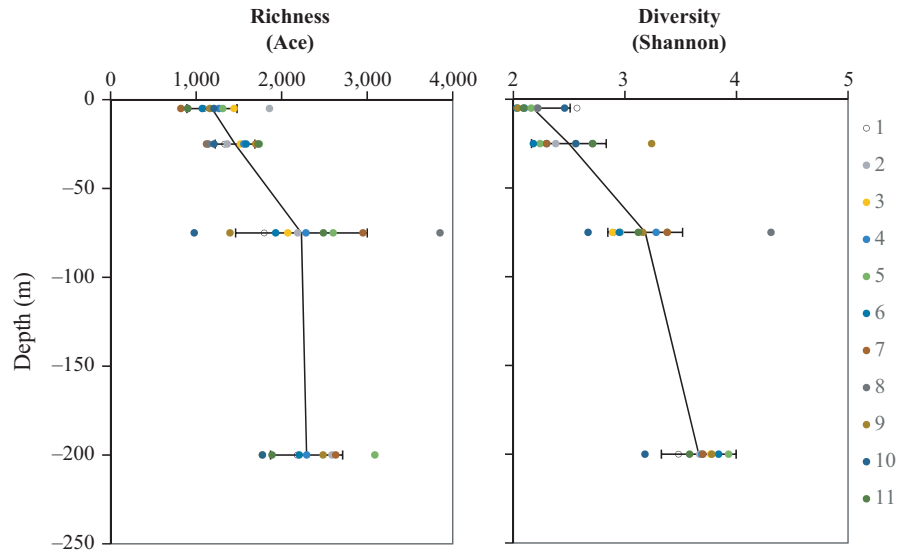 Richness
(Ace)
Diversity
(Shannon)
0 1,000 2,000 3,000 4,000
2 3 4 5
0
–50
–75
–100
–150
–200
–250
Depth (m)
1
2
3
4
5
6
7
8
9
10
11